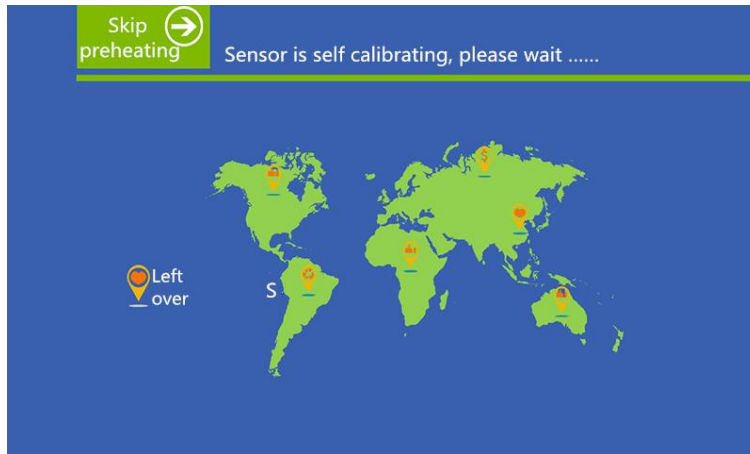 Skip
preheating
Sensor is self calibrating, please wait ......
$
Left
over
S